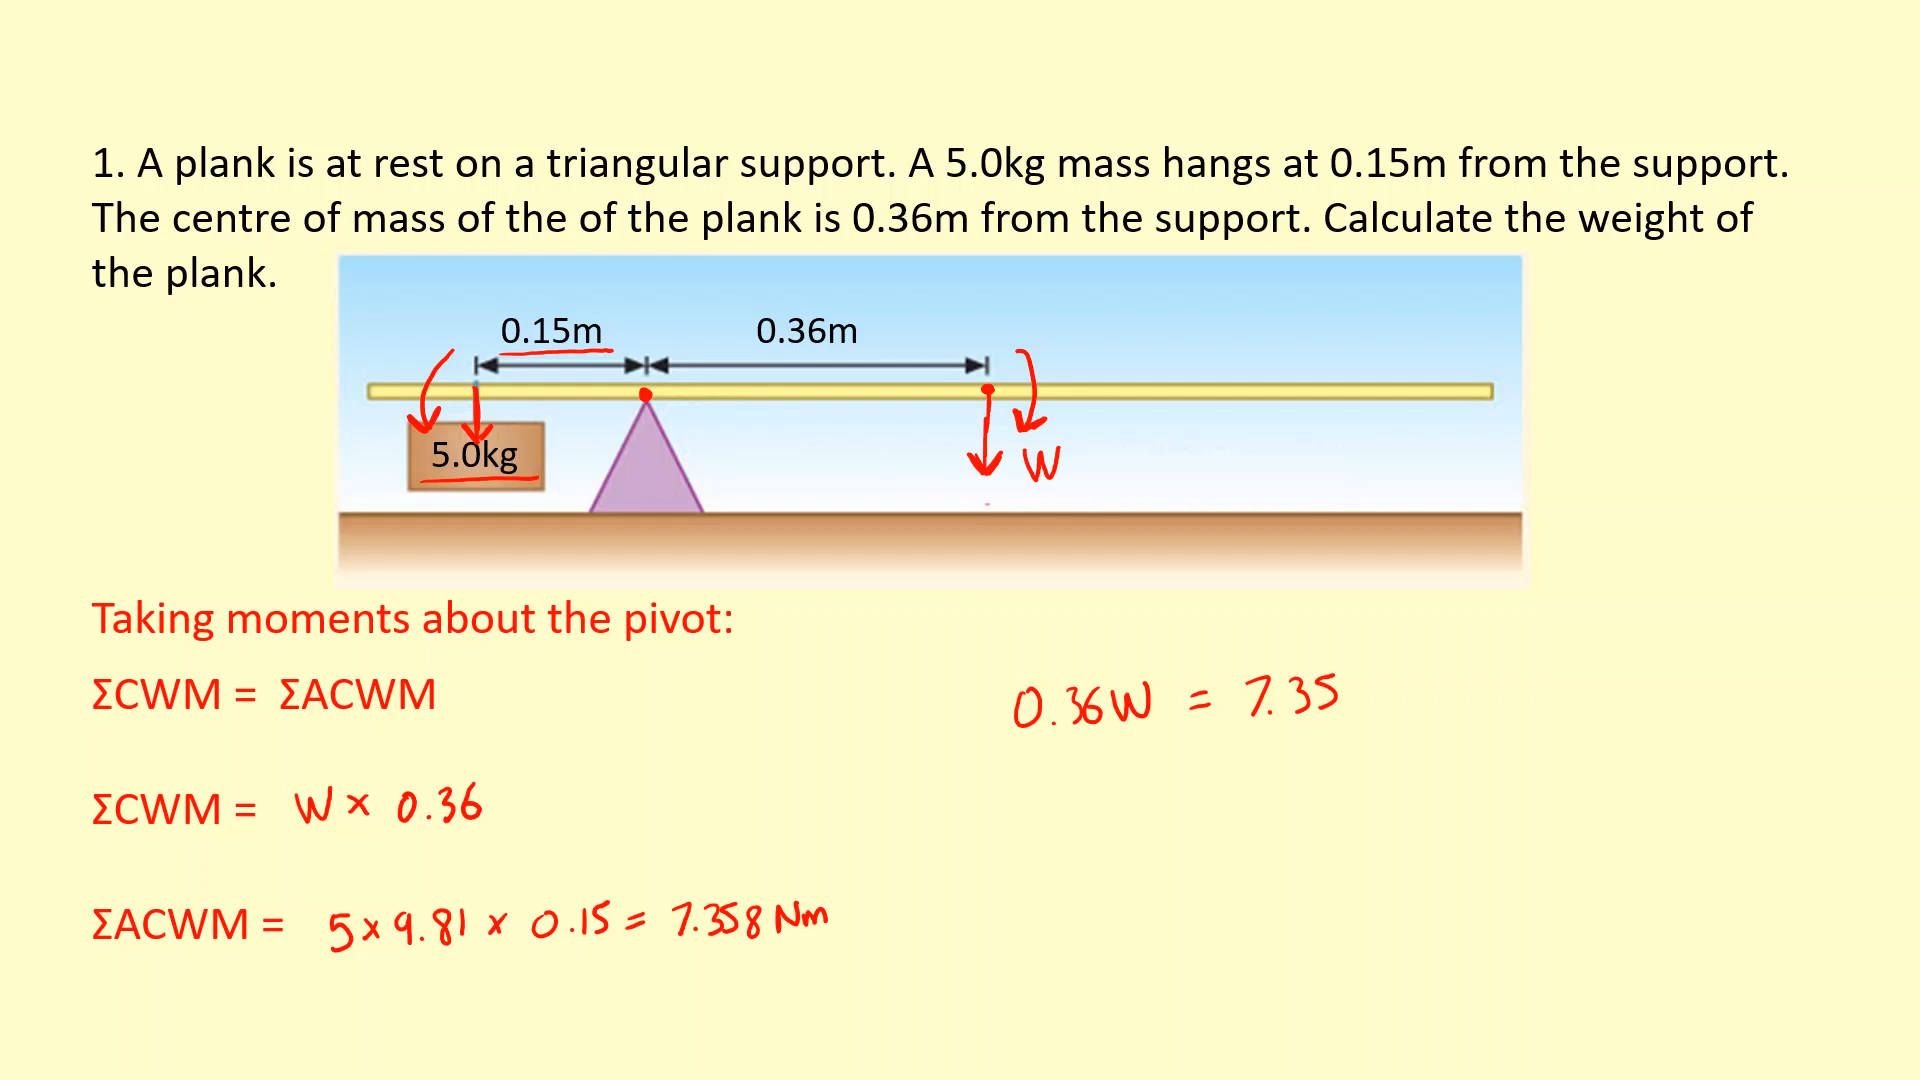 1. A plank is at rest on a triangular support. A 5.0kg mass hangs at 0.15m from the support.
The centre of mass of the of the plank is 0.36m from the support. Calculate the weight of
the plank.
0.15m
0.36m
5.0kg
W
Taking moments about the pivot:
ΣCWM = ΣACWM
0.36W = 7.35
ΣCWM = W × 0.36
ΣACWM = 5 × 9.81 × 0.15 = 7.358 Nm